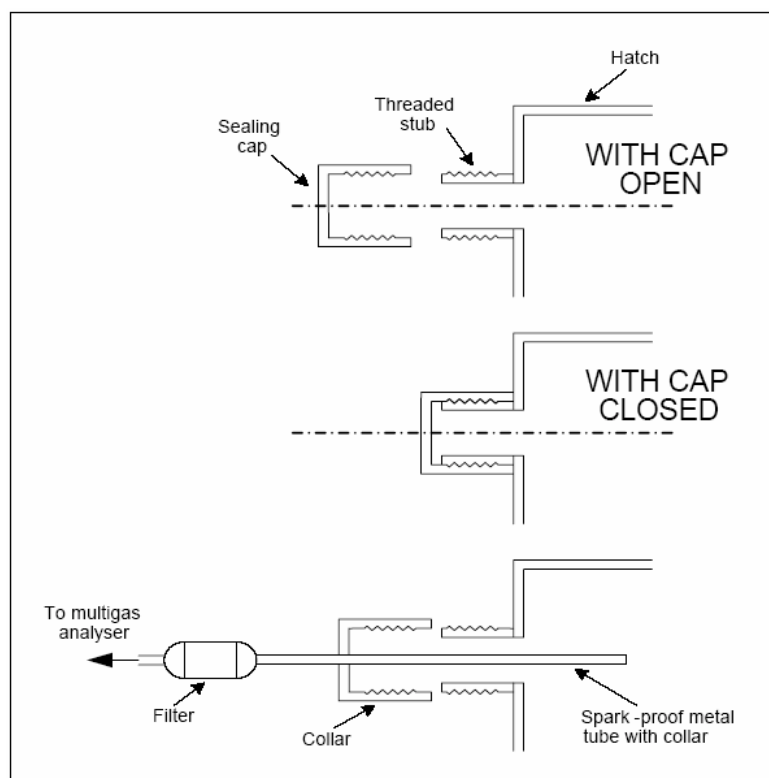 Hatch
Threaded
stub
Sealing
cap
WITH CAP
OPEN
WITH CAP
CLOSED
To multigas
analyser
Filter
Collar
Spark -proof metal
tube with collar